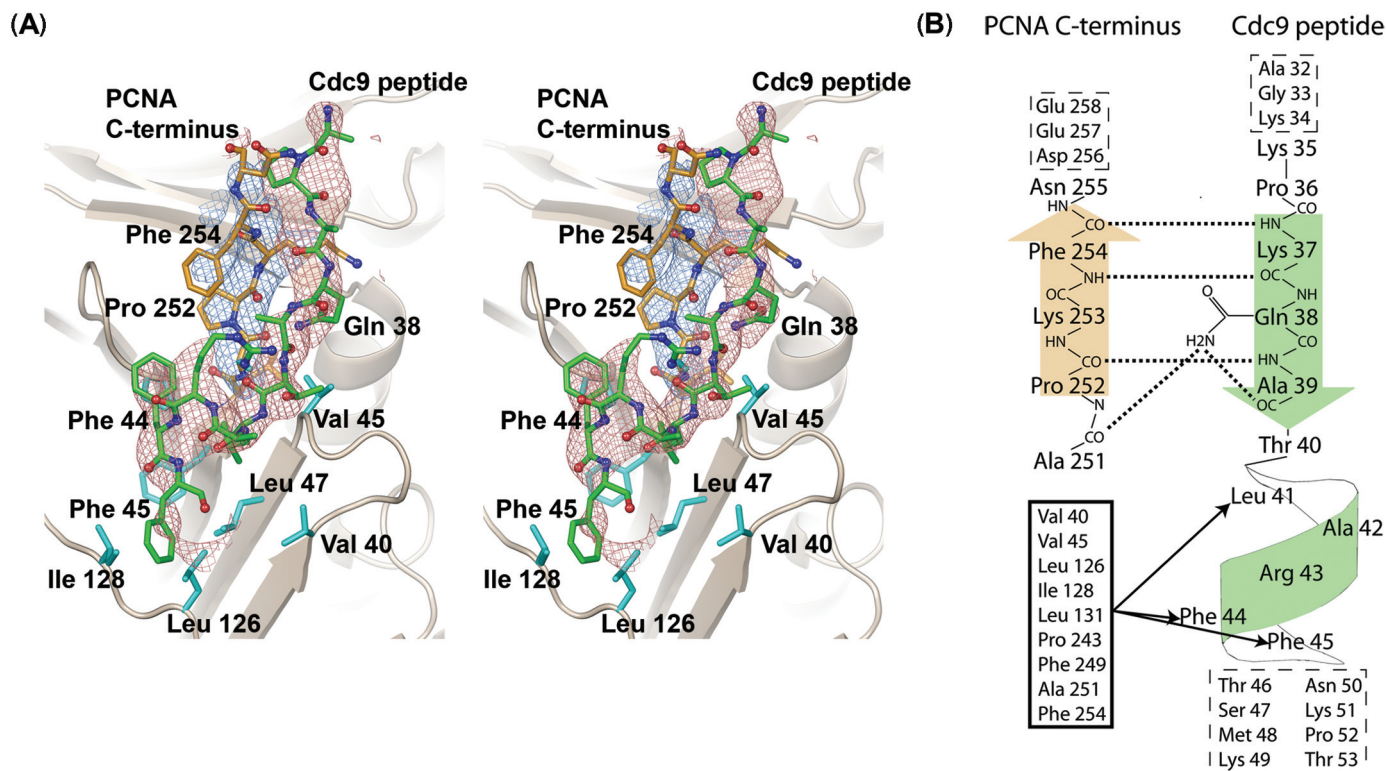 (A)
PCNA
C-terminus
Cdc9 peptide
Phe 254
Pro 252
Gln 38
Phe 44
Val 45
Leu 47
Phe 45
Val 40
Ile 128
Leu 126
PCNA
C-terminus
Cdc9 peptide
Phe 254
Pro 252
Gln 38
Phe 44
Val 45
Leu 47
Phe 45
Val 40
Ile 128
Leu 126
(B)
PCNA C-terminus
Glu 258
Glu 257
Asp 256
Asn 255
HN
CO
Phe 254
NH
OC
Lys 253
HN
CO
Pro 252
N
CO
Ala 251
Cdc9 peptide
Ala 32
Gly 33
Lys 34
Lys 35
Pro 36
CO
HN
Lys 37
OC
NH
O
Gln 38
H2N
CO
HN
Ala 39
OC
Thr 40
Leu 41
Ala 42
Arg 43
Phe 44
Phe 45
Val 40
Val 45
Leu 126
Ile 128
Leu 131
Pro 243
Phe 249
Ala 251
Phe 254
Thr 46
Ser 47
Met 48
Lys 49
Asn 50
Lys 51
Pro 52
Thr 53